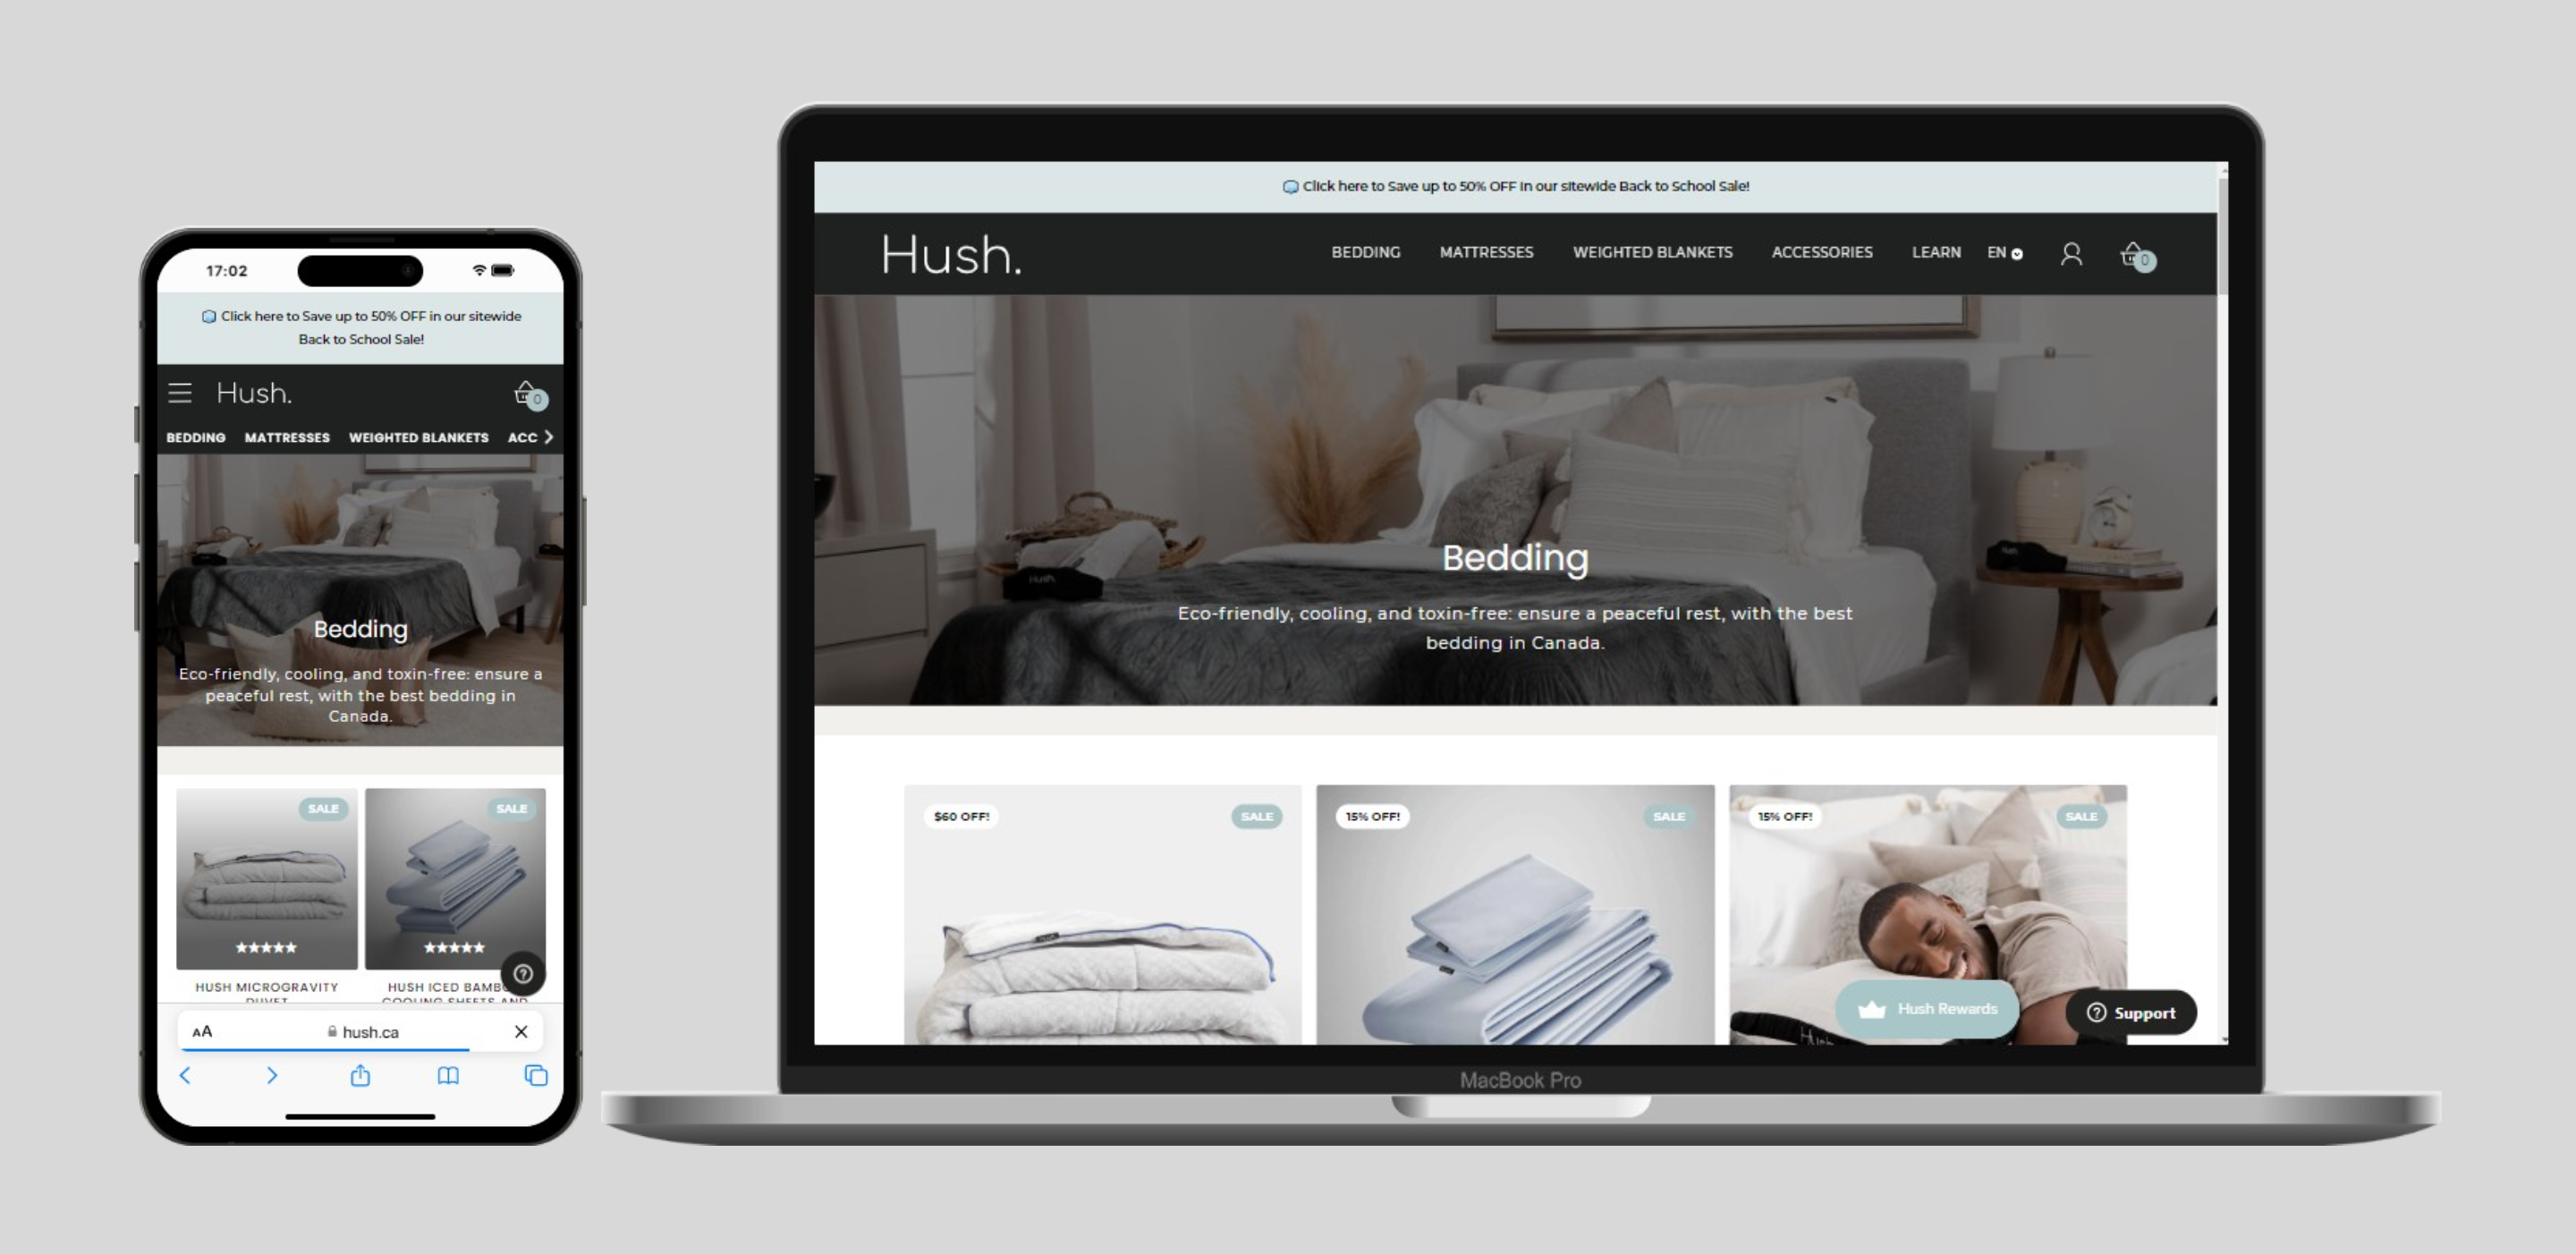 17:02
Click here to Save up to 50% OFF in our sitewide
Back to School Sale!
Hush.
0
BEDDING MATTRESSES WEIGHTED BLANKETS ACC
Bedding
Eco-friendly, cooling, and toxin-free: ensure a
peaceful rest, with the best bedding in
Canada.
SALE
SALE
HUSH MICROGRAVITY
DUVET
HUSH ICED BAMB
COOLING SHEETS AND
AA
hush.ca
Click here to Save up to 50% OFF in our sitewide Back to School Sale!
Hush.
BEDDING MATTRESSES WEIGHTED BLANKETS ACCESSORIES LEARN EN
0
Hush
Bedding
Eco-friendly, cooling, and toxin-free: ensure a peaceful rest, with the best
bedding in Canada.
$60 OFF!
SALE
15% OFF!
SALE
15% OFF!
SALE
Hush Rewards
Support
MacBook Pro